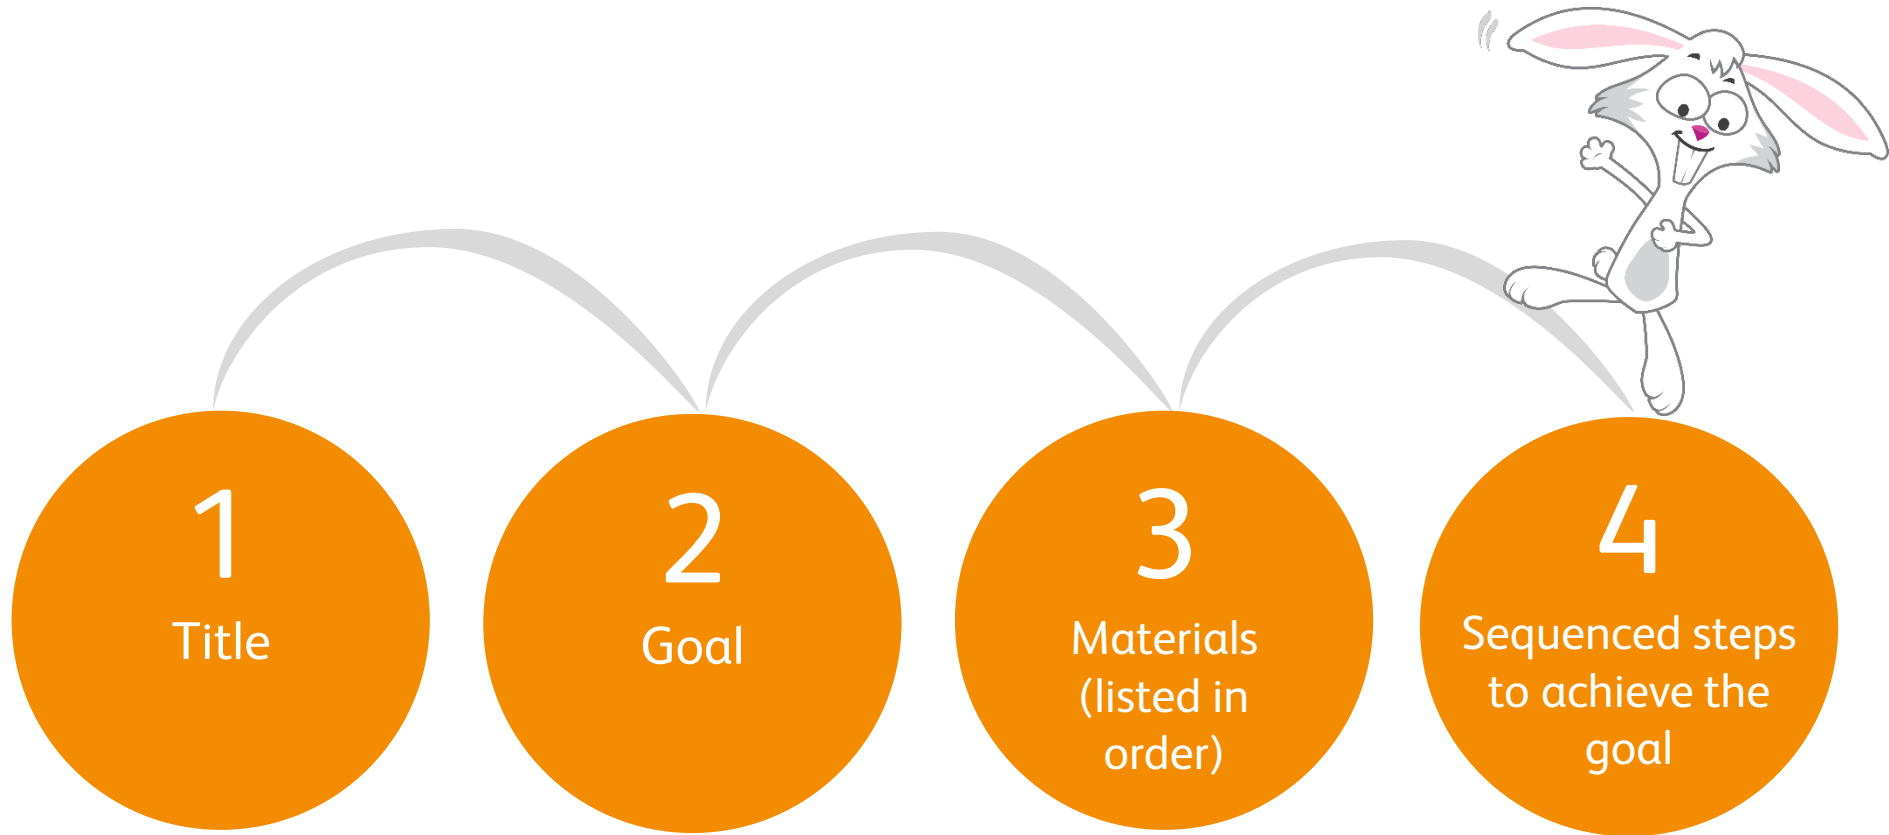 1
Title
2
Goal
3
Materials
(listed in
order)
4
Sequenced steps
to achieve the
goal